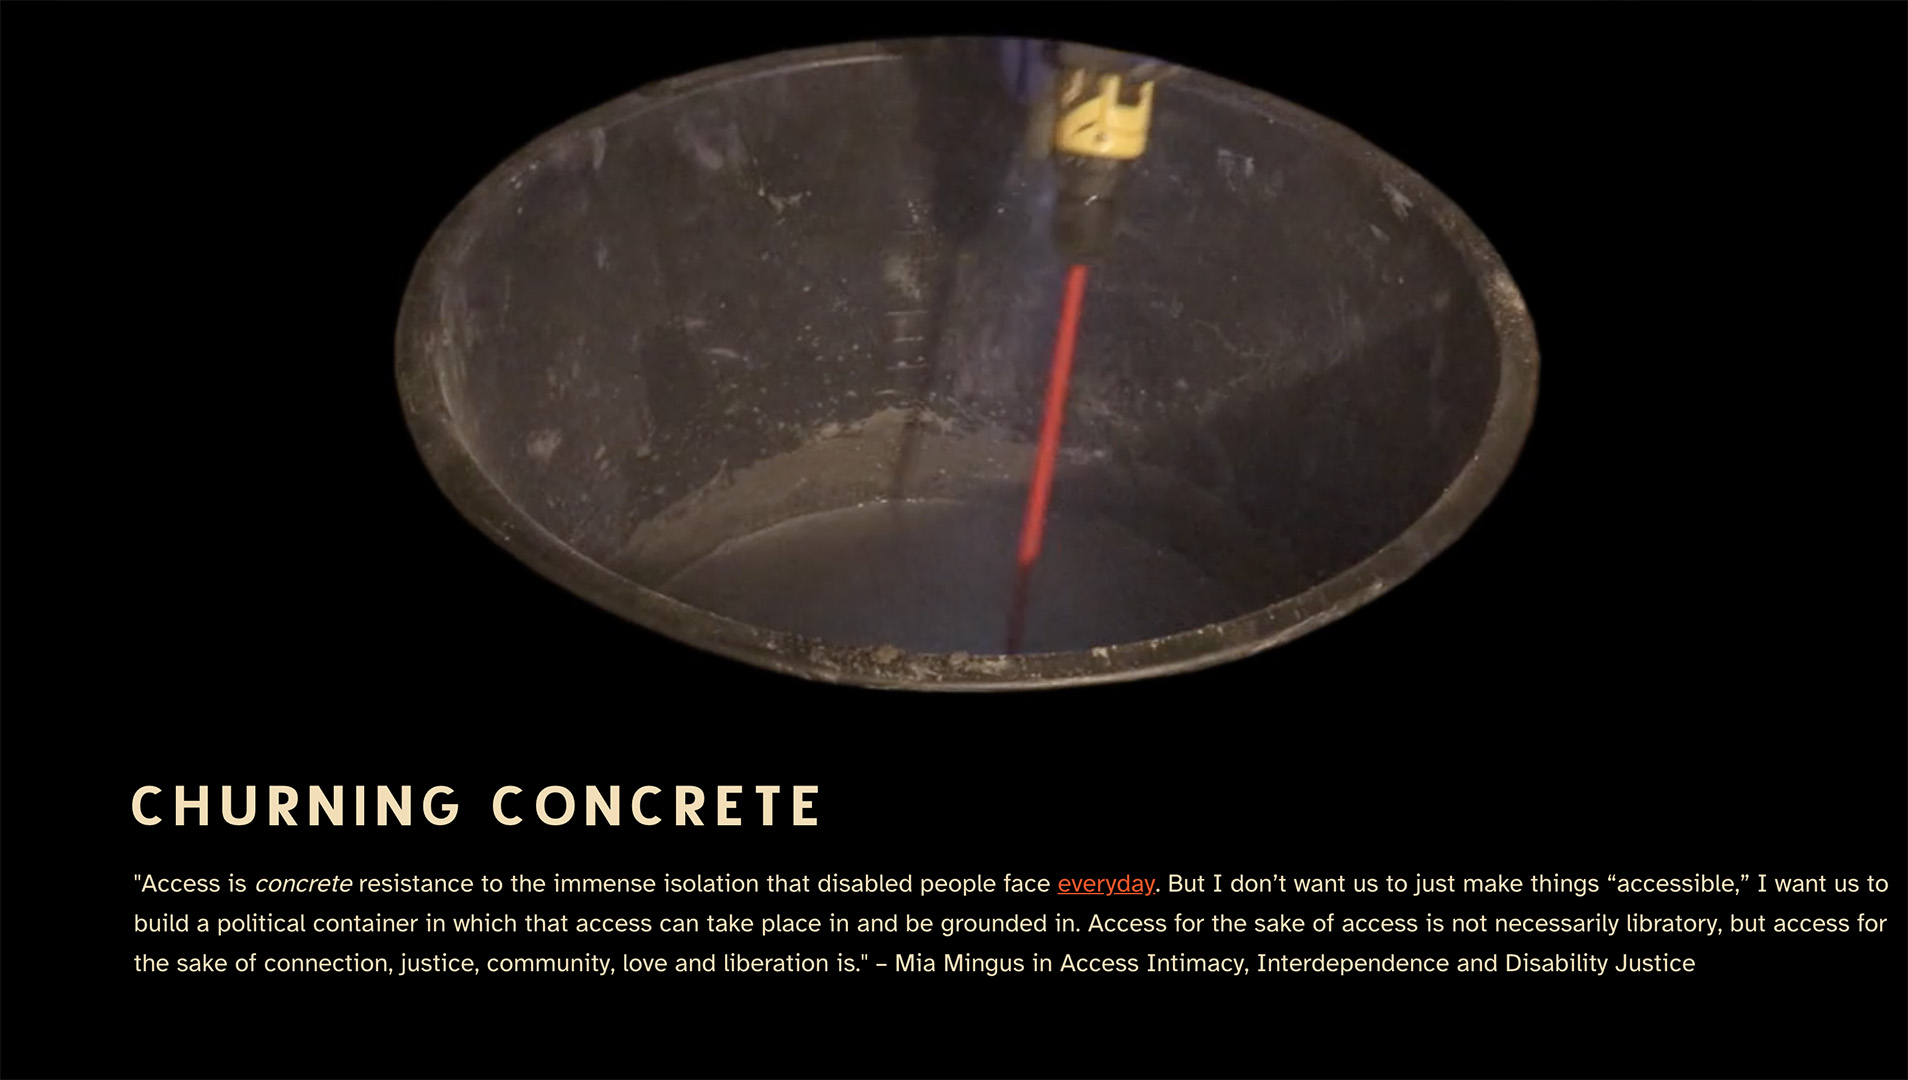 CHURNING CONCRETE
"Access is concrete resistance to the immense isolation that disabled people face everyday. But I don’t want us to just make things “accessible,” I want us to
build a political container in which that access can take place in and be grounded in. Access for the sake of access is not necessarily libratory, but access for
the sake of connection, justice, community, love and liberation is." – Mia Mingus in Access Intimacy, Interdependence and Disability Justice